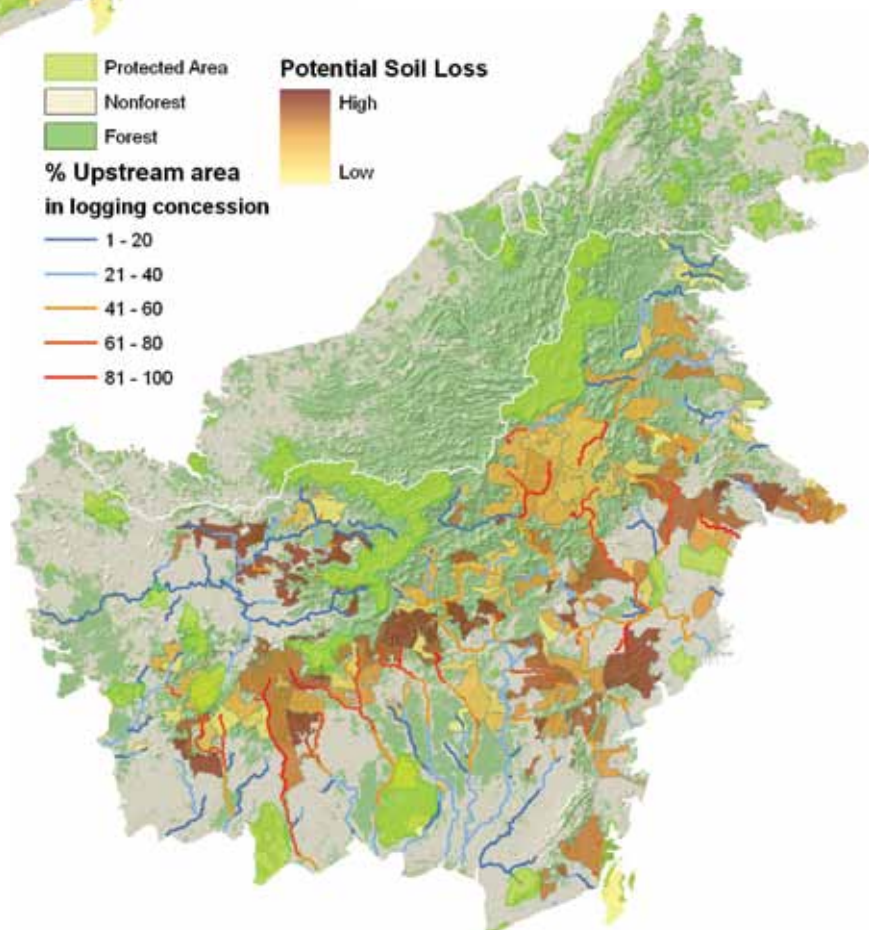 Protected Area
Nonforest
Forest
Potential Soil Loss
High
Low
% Upstream area
in logging concession
1 - 20
21 - 40
41 - 60
61 - 80
81 - 100